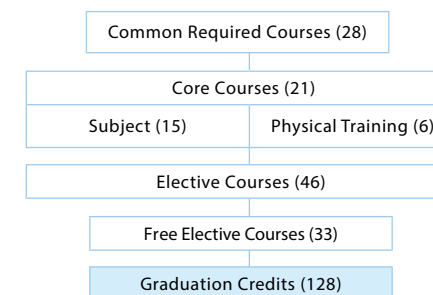 Common Required Courses (28)
Core Courses (21)
Subject (15)
Physical Training (6)
Elective Courses (46)
Free Elective Courses (33)
Graduation Credits (128)